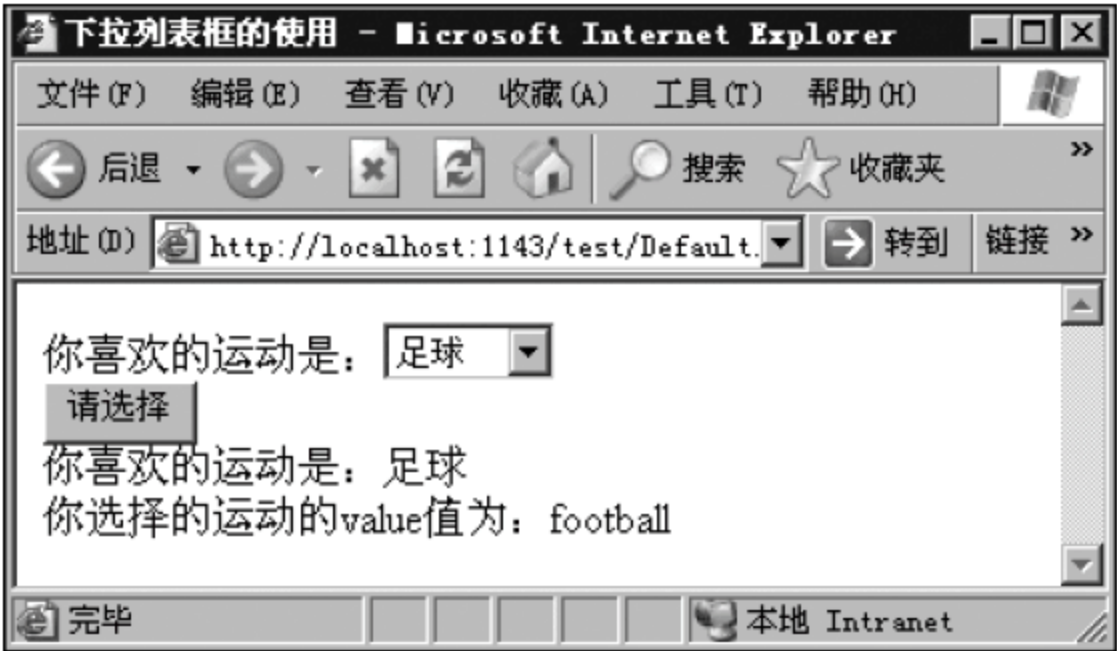 下拉列表框的使用 - Microsoft Internet Explorer
文件(F) 编辑(E) 查看(V) 收藏(A) 工具(T) 帮助(H)
后退 搜索 收藏夹 »
地址(D) http://localhost:1143/test/Default. 转到 链接 »
你喜欢的运动是：足球
请选择
你喜欢的运动是：足球
你选择的运动的value值为：football
完毕 本地 Intranet